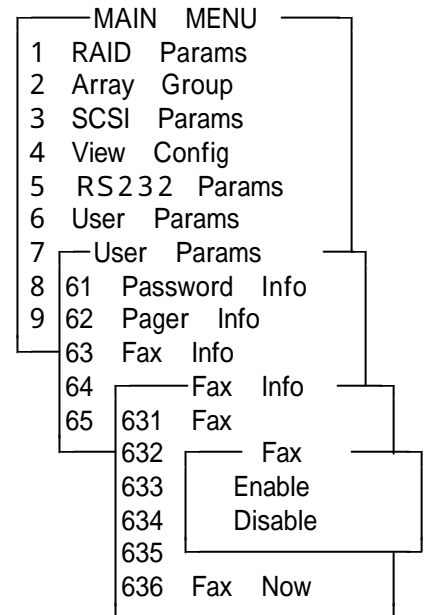 MAIN MENU
1 RAID Params
2 Array Group
3 SCSI Params
4 View Config
5 RS232 Params
6 User Params
7 User Params
8 61 Password Info
9 62 Pager Info
63 Fax Info
64 Fax Info
65 631 Fax
632 Fax
633 Enable
634 Disable
635
636 Fax Now